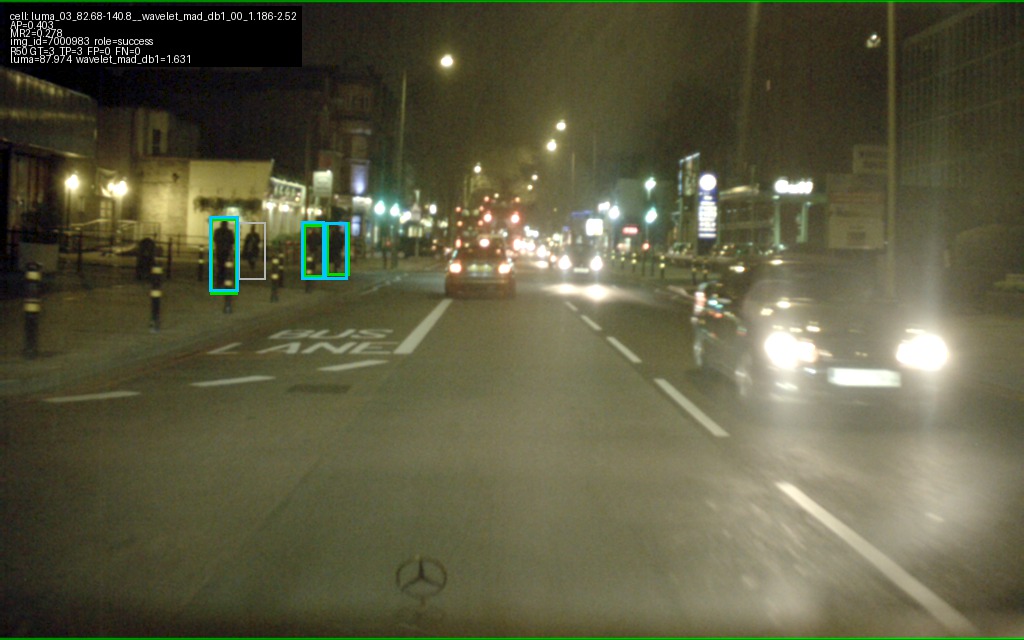 cell: luma_03_82.68-140.8__wavelet_mad_db1_00_1.186-2.52
AP=0.403
MR2=0.278
img_id=7000983 role=success
R50 GT=3 TP=3 FP=0 FN=0
luma=87.974 wavelet_mad_db1=1.631
BUS
LANE